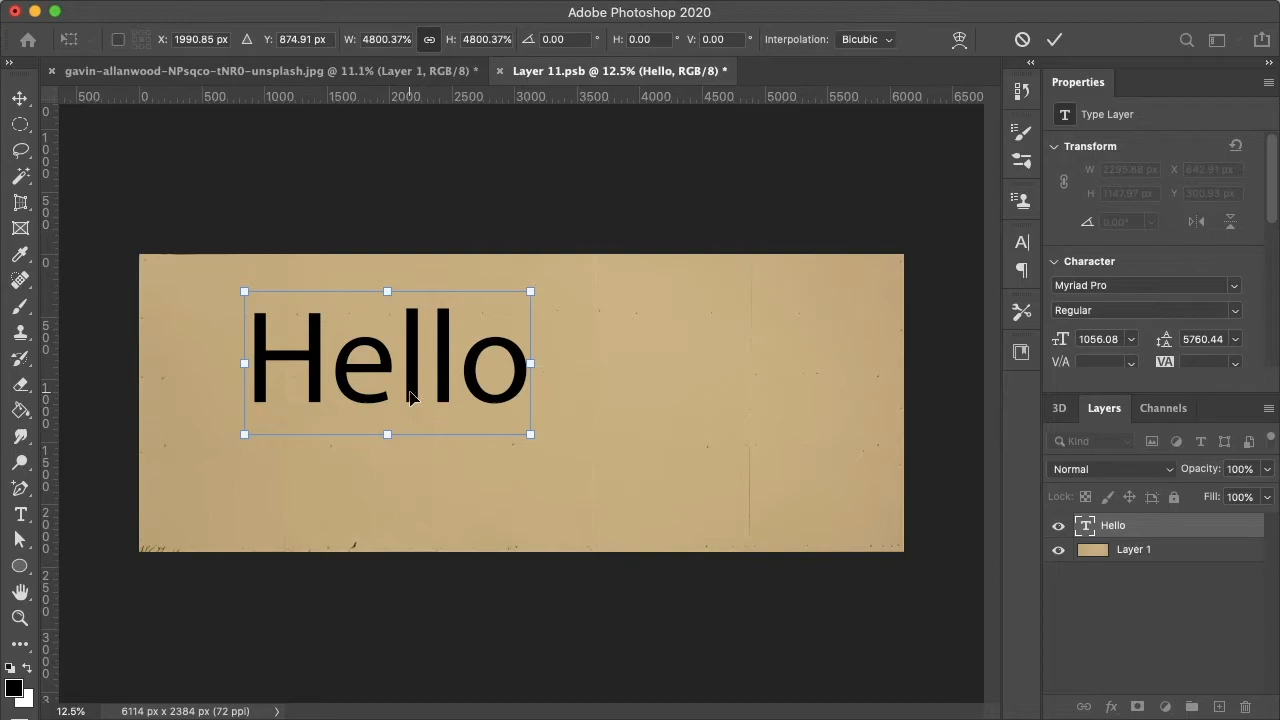 Adobe Photoshop 2020
X: 1990.85 px Y: 874.91 px W: 4800.37% H: 4800.37% 0.00 ° H: 0.00 ° V: 0.00 ° Interpolation: Bicubic
gavin-allanwood-NPsqco-tNR0-unsplash.jpg @ 11.1% (Layer 1, RGB/8) * Layer 11.psb @ 12.5% (Hello, RGB/8) *
500 0 500 1000 1500 2000 2500 3000 3500 4000 4500 5000 5500 6000 6500
Properties
T Type Layer
Transform
W 2295.68 px X 642.91 px
H 1147.97 px Y 300.93 px
0.00°
Character
Myriad Pro
Regular
1056.08 5760.44
V/A VA
Hello
3D Layers Channels
Kind
Normal Opacity: 100%
Lock: Fill: 100%
T Hello
Layer 1
12.5% 6114 px x 2384 px (72 ppi)